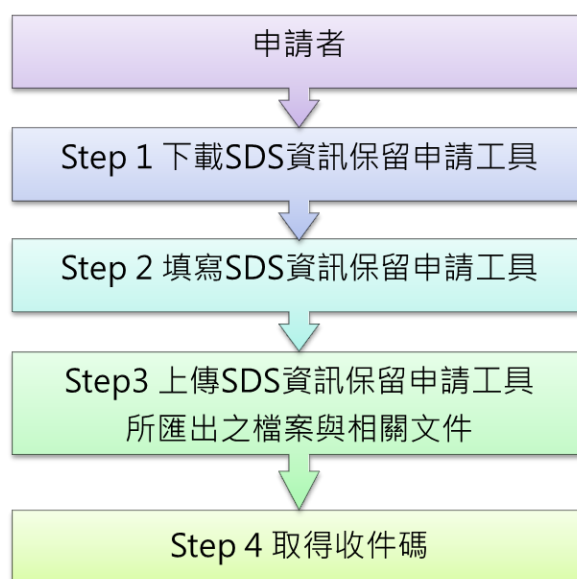 申請者
Step 1 下載SDS資訊保留申請工具
Step 2 填寫SDS資訊保留申請工具
Step3 上傳SDS資訊保留申請工具
所匯出之檔案與相關文件
Step 4 取得收件碼